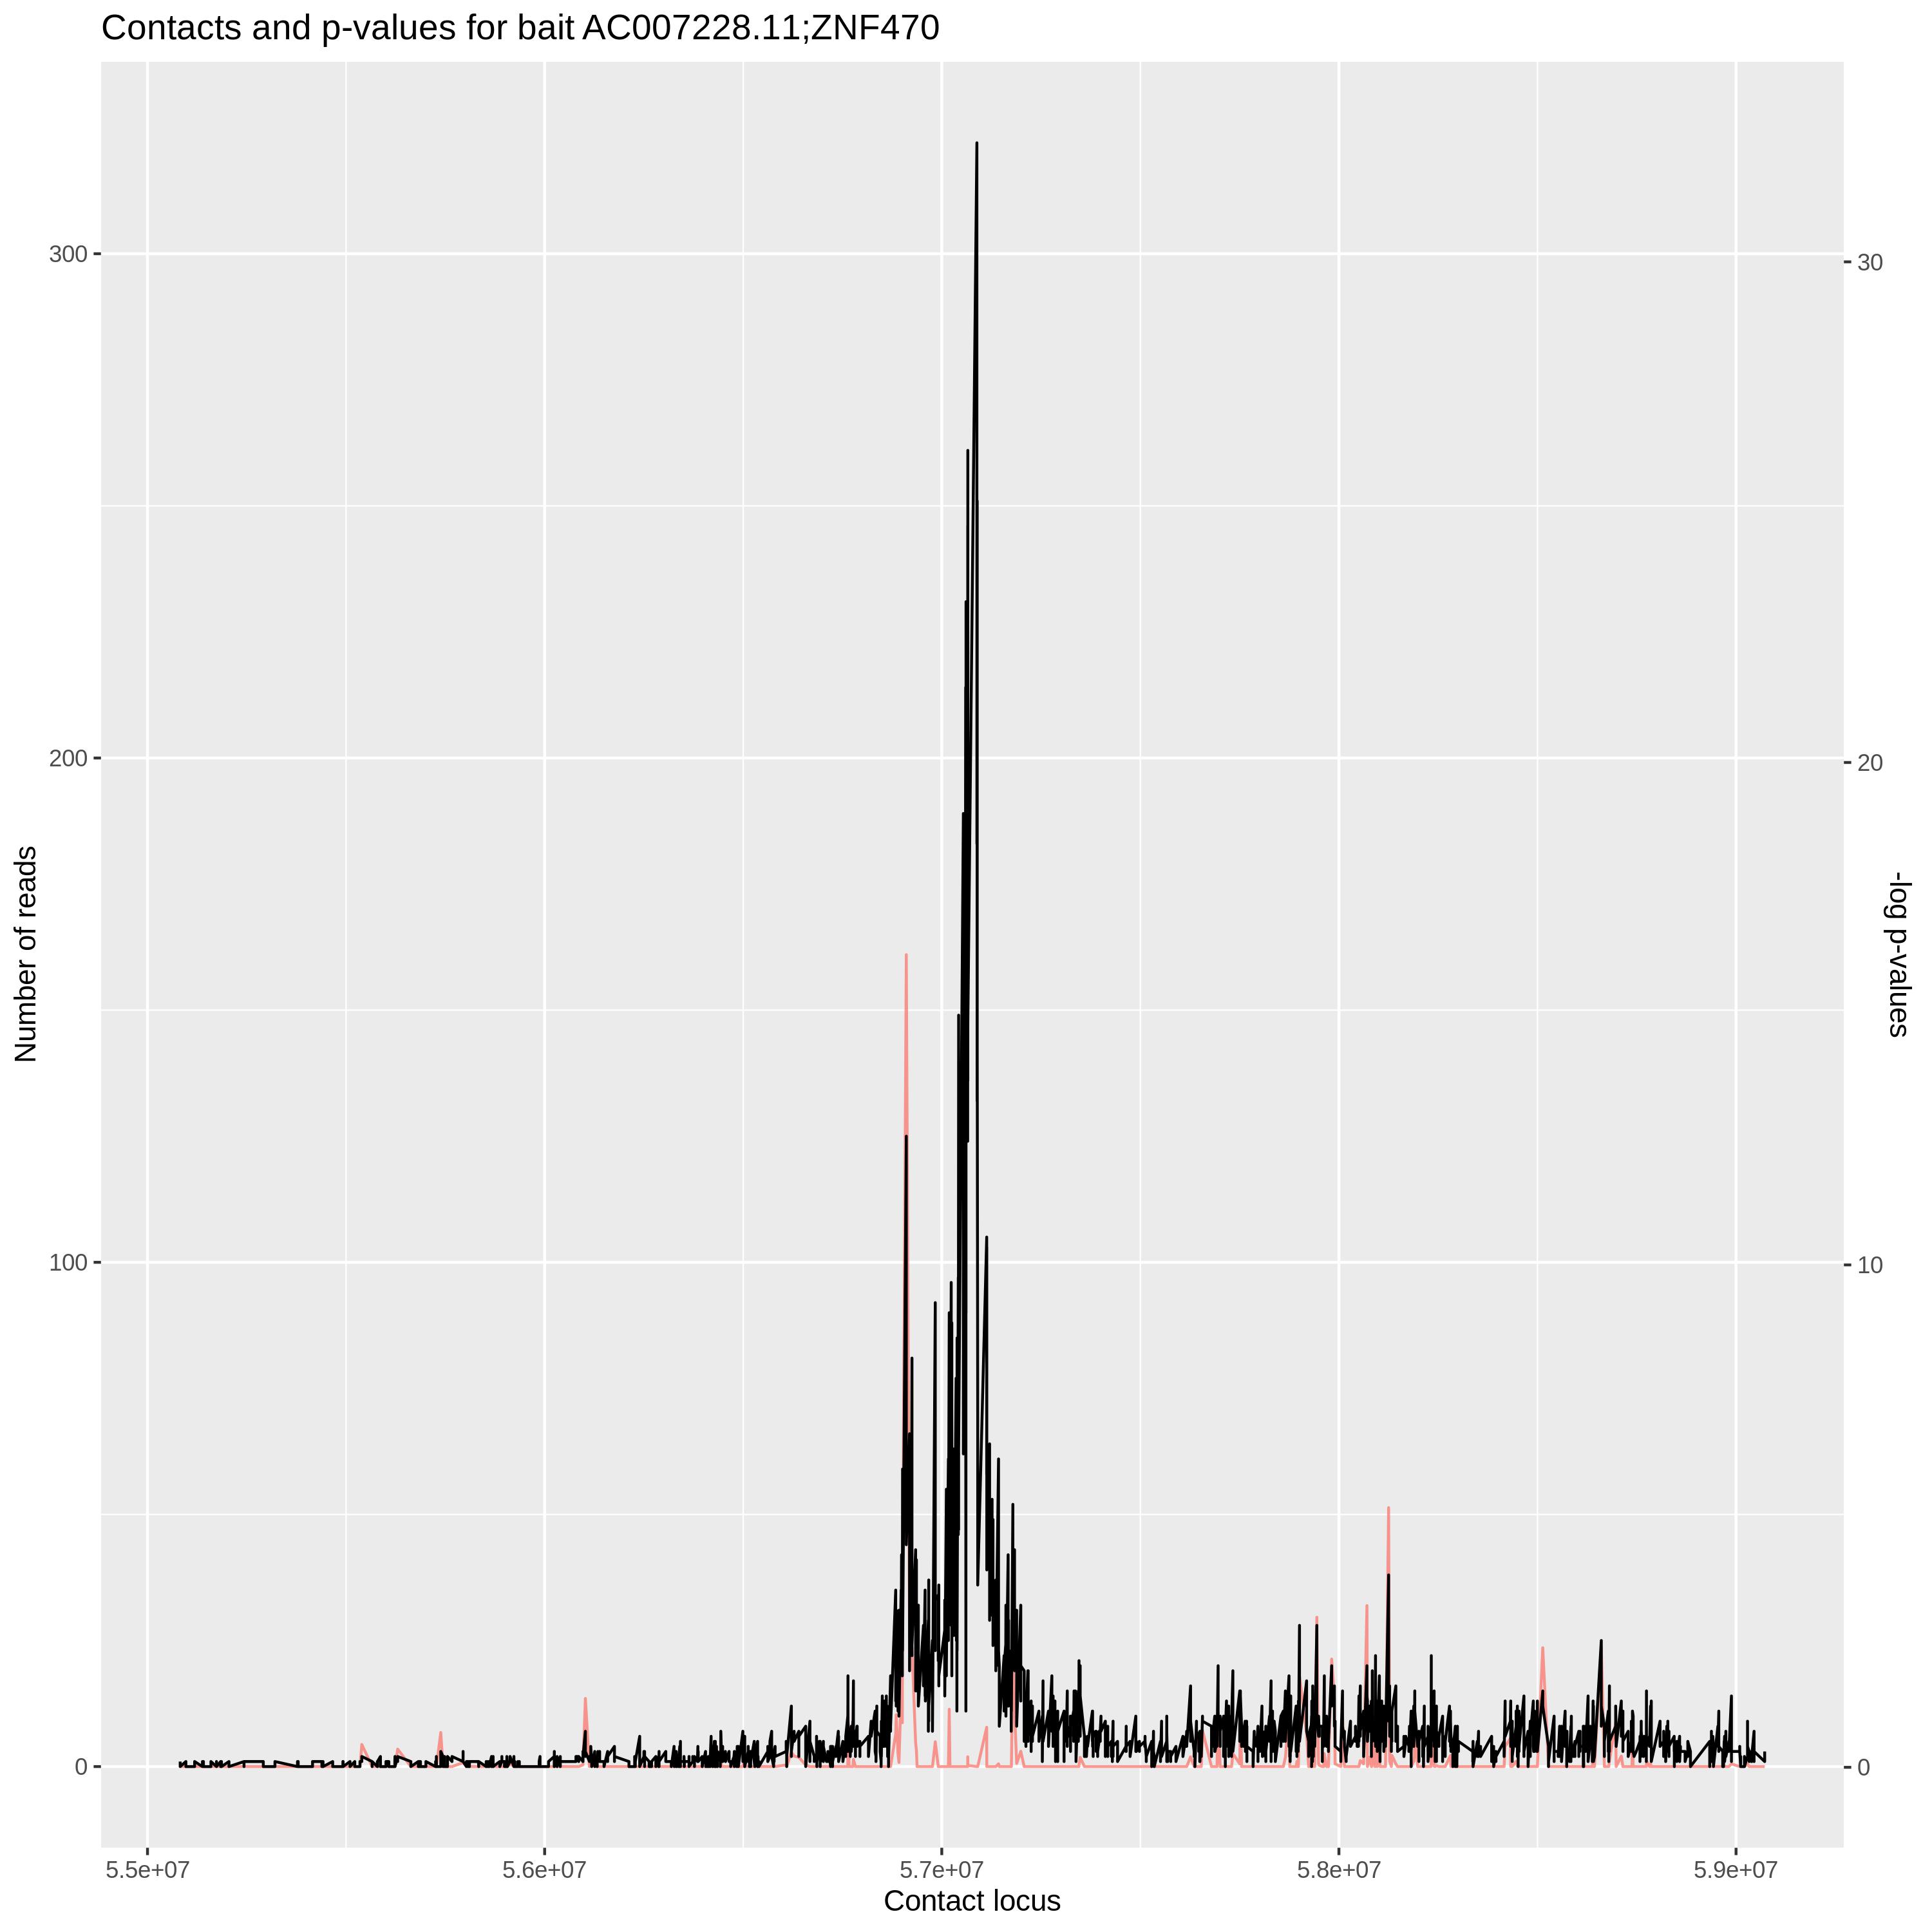 Contacts and p-values for bait AC007228.11;ZNF470
300
200
100
0
Number of reads
30
20
10
0
-log p-values
5.5e+07 5.6e+07 5.7e+07 5.8e+07 5.9e+07
Contact locus